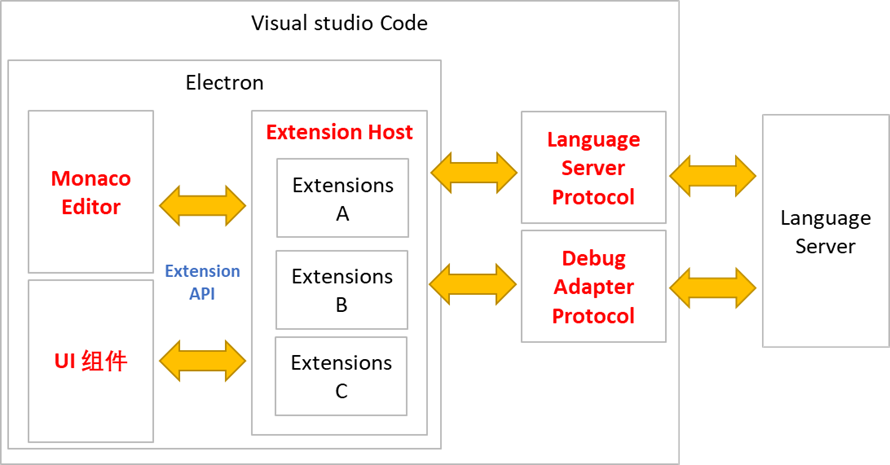 Visual studio Code
Electron
Monaco
Editor
UI 组件
Extension
API
Extension Host
Extensions
A
Extensions
B
Extensions
C
Language
Server
Protocol
Debug
Adapter
Protocol
Language
Server